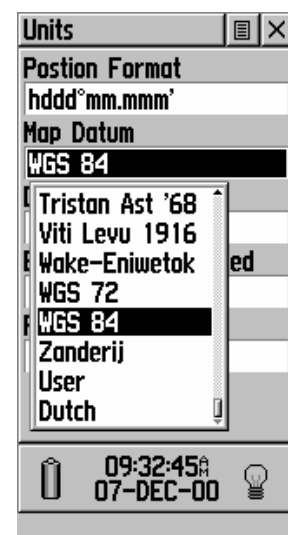 Units
Postion Format
hddd°mm.mmm'
Map Datum
WGS 84
Tristan Ast '68
Viti Levu 1916
Wake-Eniwetok
ed
WGS 72
WGS 84
Zanderij
User
Dutch
09:32:45AM
07-DEC-00